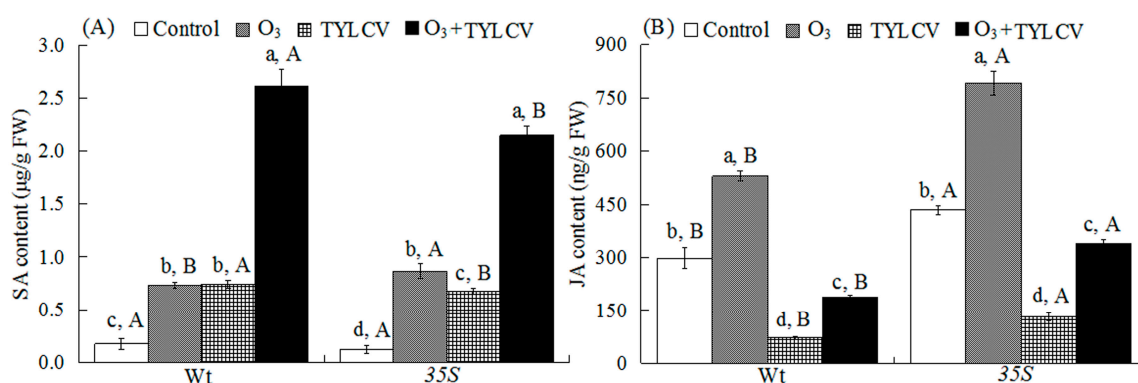 (A) Control O₃ TYLCV O₃+TYLCV
SA content (μg/g FW)
3.0
2.5
2.0
1.5
1.0
0.5
0.0
c, A
b, B
b, A
a, A
d, A
b, A
c, B
a, B
Wt
35S
(B) Control O₃ TYLCV O₃+TYLCV
JA content (ng/g FW)
900
750
600
450
300
150
0
b, B
a, B
d, B
c, B
b, A
a, A
d, A
c, A
Wt
35S